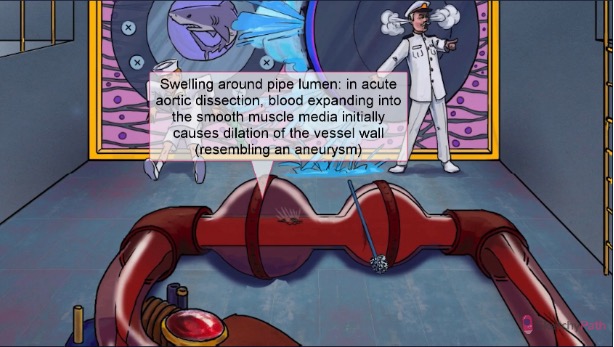 Swelling around pipe lumen: in acute
aortic dissection, blood expanding into
the smooth muscle media initially
causes dilation of the vessel wall
(resembling an aneurysm)